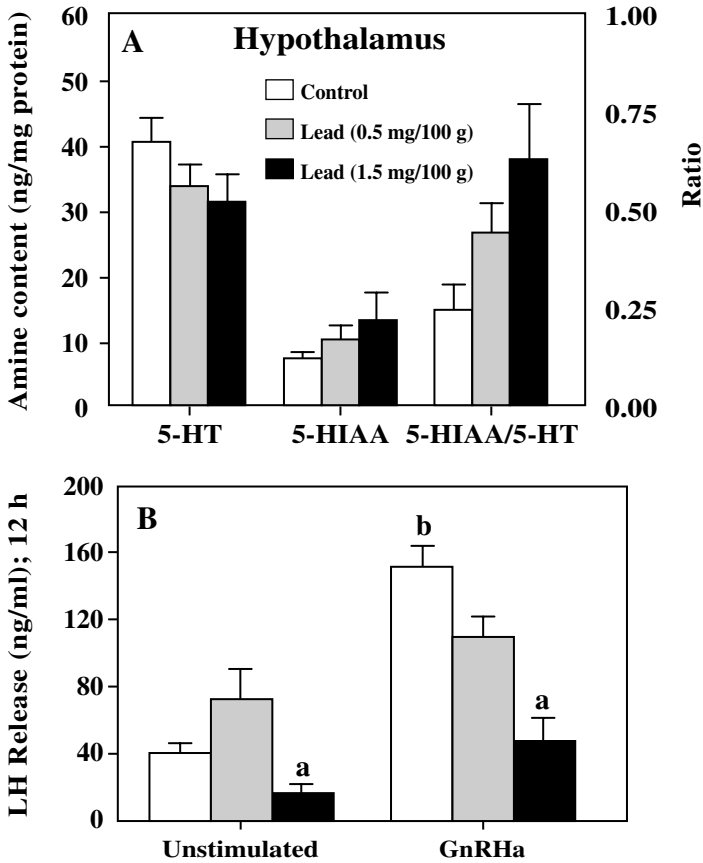 A
Hypothalamus
Control
Lead (0.5 mg/100 g)
Lead (1.5 mg/100 g)
Amine content (ng/mg protein)
60
50
40
30
20
10
0
1.00
0.75
0.50
0.25
0.00
Ratio
5-HT 5-HIAA 5-HIAA/5-HT
B
LH Release (ng/ml); 12 h
200
160
120
80
40
0
a
b
a
Unstimulated GnRHa